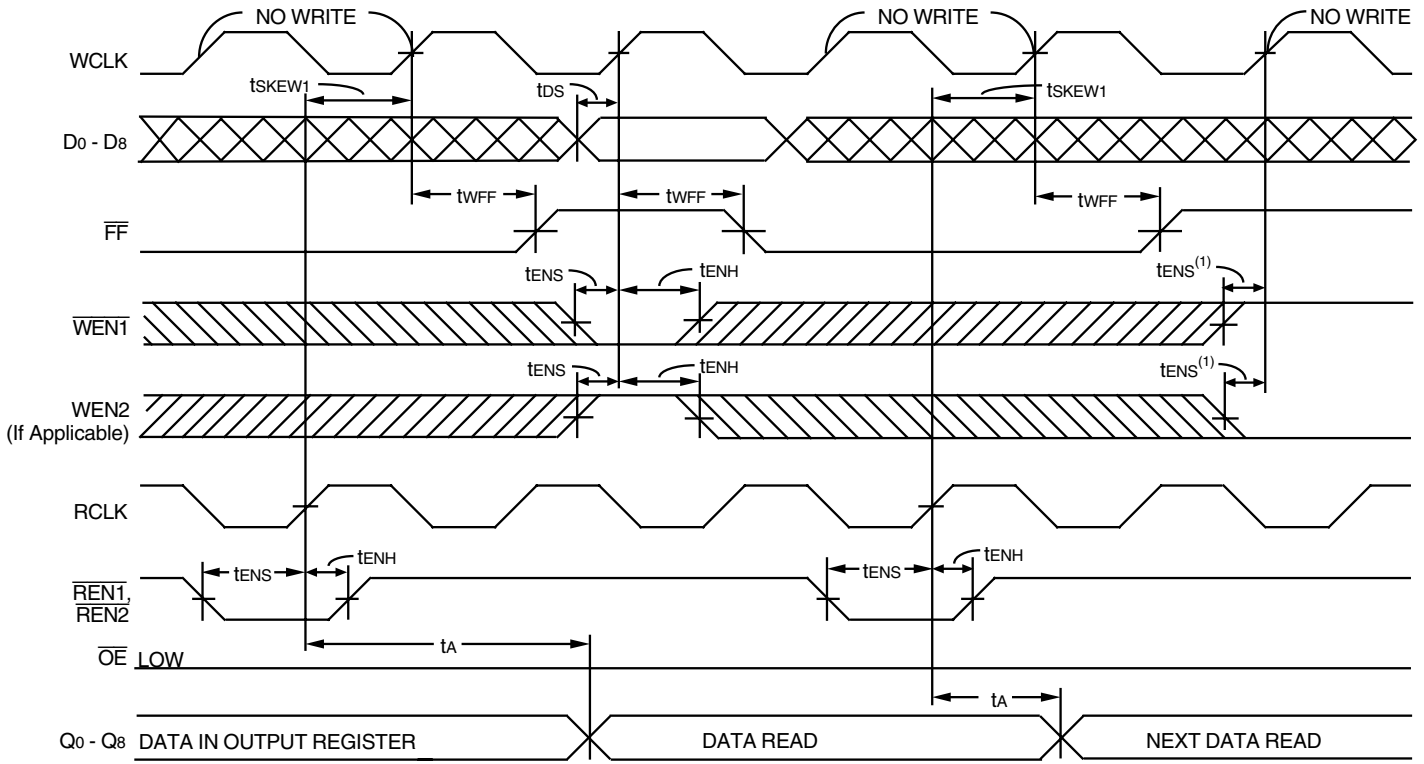 NO WRITE NO WRITE NO WRITE
WCLK
tSKEW1 tDS tSKEW1
D0 - D8
tWFF tWFF tWFF
FF
tENS tENH tENS(1)
WEN1
tENS tENH tENS(1)
WEN2
(If Applicable)
RCLK
tENS tENH tENS tENH
REN1,
REN2
tA
OE LOW
tA
Q0 - Q8 DATA IN OUTPUT REGISTER DATA READ NEXT DATA READ